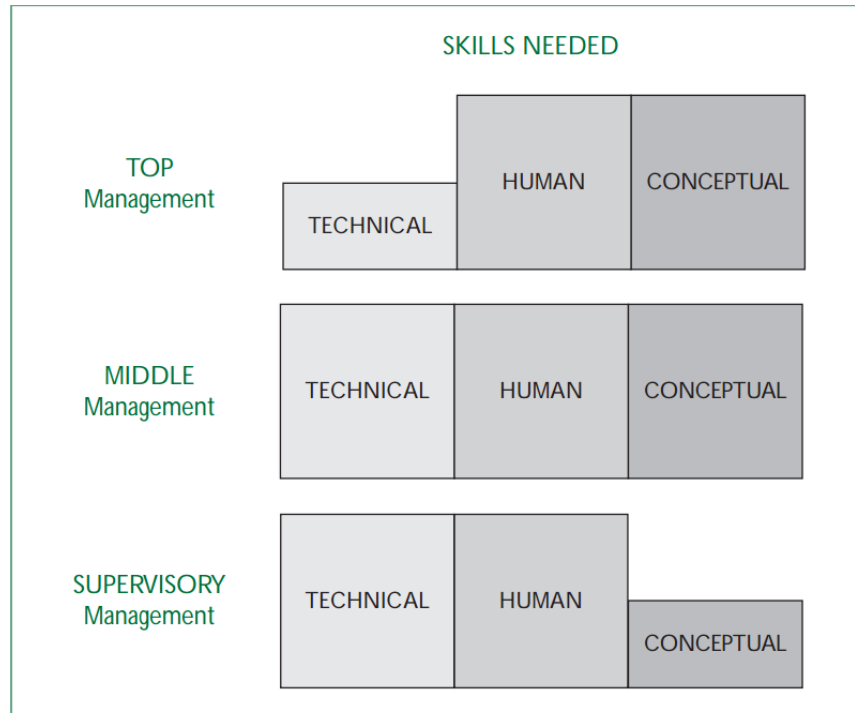 SKILLS NEEDED
TOP
Management
TECHNICAL
HUMAN
CONCEPTUAL
MIDDLE
Management
TECHNICAL
HUMAN
CONCEPTUAL
SUPERVISORY
Management
TECHNICAL
HUMAN
CONCEPTUAL